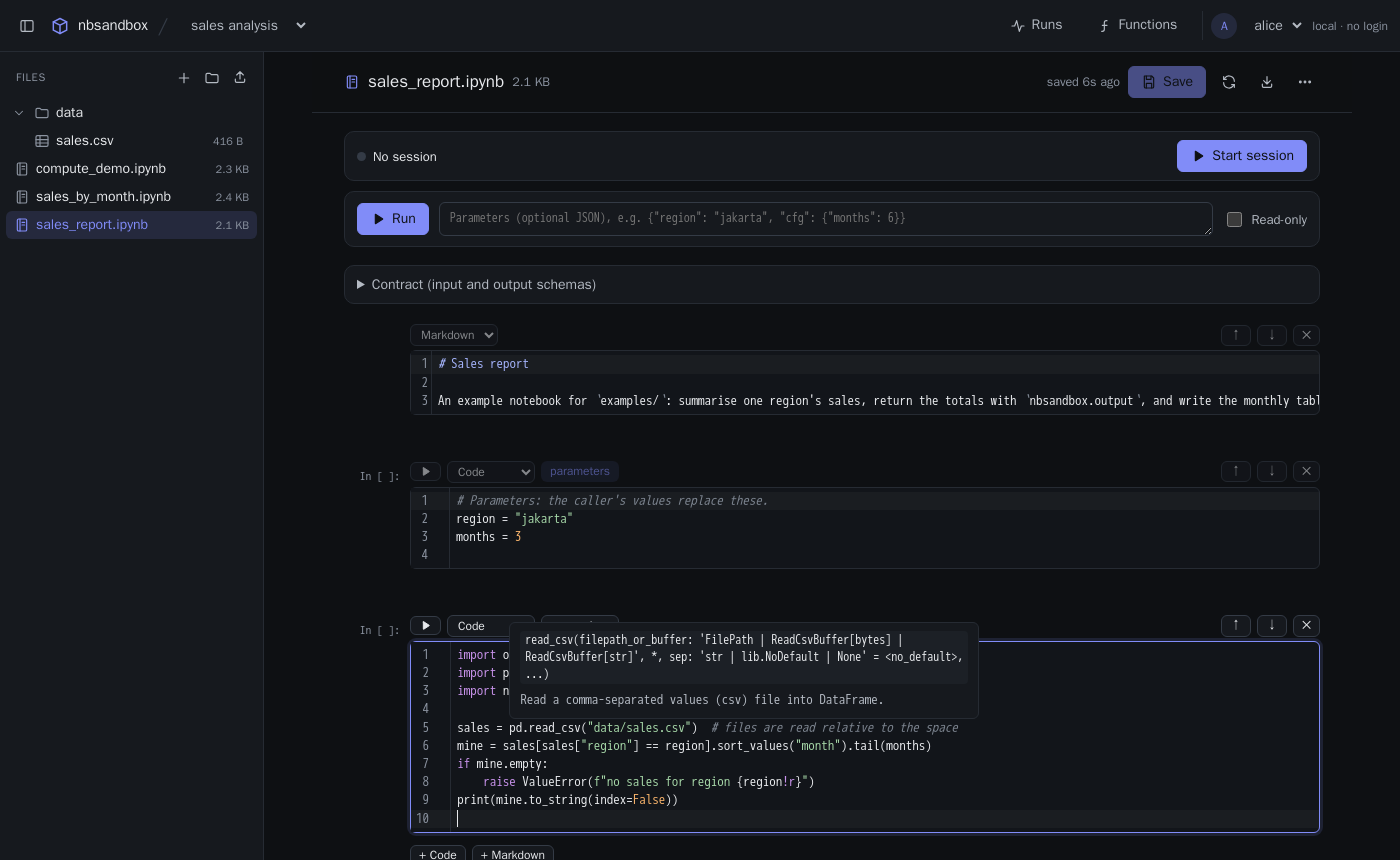 nbsandbox / sales analysis
Runs
Functions
A alice local · no login
FILES
data
sales.csv 416 B
compute_demo.ipynb 2.3 KB
sales_by_month.ipynb 2.4 KB
sales_report.ipynb 2.1 KB
sales_report.ipynb 2.1 KB
saved 6s ago Save
No session
Start session
Run
Parameters (optional JSON), e.g. {"region": "jakarta", "cfg": {"months": 6}}
Read-only
Contract (input and output schemas)
Markdown
1 # Sales report
2
3 An example notebook for `examples/`: summarise one region's sales, return the totals with `nbsandbox.output`, and write the monthly tabl
In [ ]:
Code parameters
1 # Parameters: the caller's values replace these.
2 region = "jakarta"
3 months = 3
4
In [ ]:
Code
read_csv(filepath_or_buffer: 'FilePath | ReadCsvBuffer[bytes] |
ReadCsvBuffer[str]', *, sep: 'str | lib.NoDefault | None' = <no_default>,
...)
Read a comma-separated values (csv) file into DataFrame.
1 import o
2 import p
3 import n
4
5 sales = pd.read_csv("data/sales.csv")  # files are read relative to the space
6 mine = sales[sales["region"] == region].sort_values("month").tail(months)
7 if mine.empty:
8     raise ValueError(f"no sales for region {region!r}")
9 print(mine.to_string(index=False))
10
+ Code + Markdown